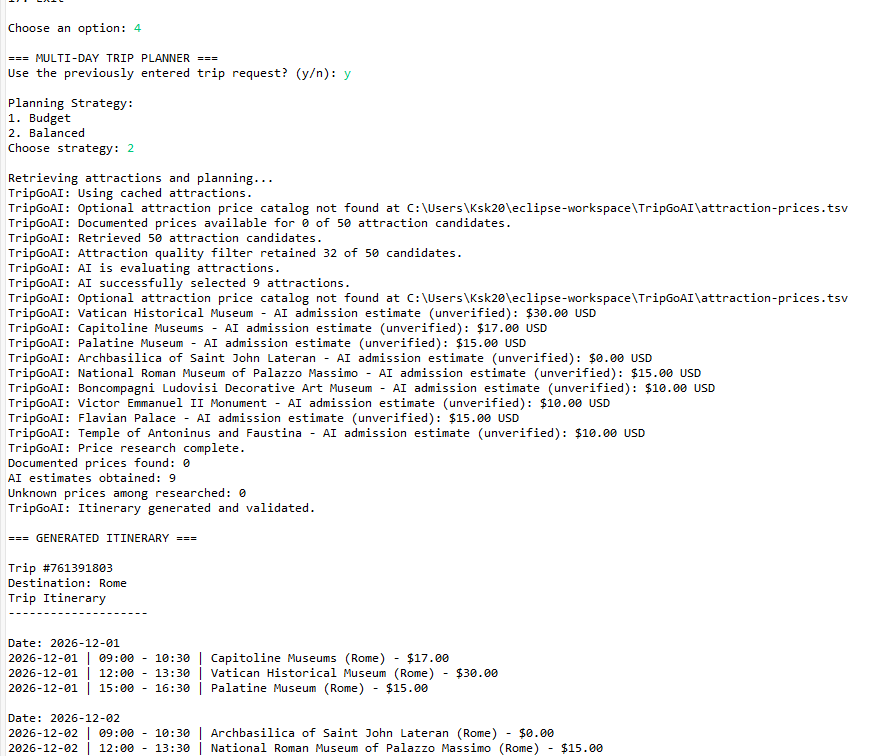 17. Exit
Choose an option: 4
=== MULTI-DAY TRIP PLANNER ===
Use the previously entered trip request? (y/n): y
Planning Strategy:
1. Budget
2. Balanced
Choose strategy: 2
Retrieving attractions and planning...
TripGoAI: Using cached attractions.
TripGoAI: Optional attraction price catalog not found at C:\Users\Ksk20\eclipse-workspace\TripGoAI\attraction-prices.tsv
TripGoAI: Documented prices available for 0 of 50 attraction candidates.
TripGoAI: Retrieved 50 attraction candidates.
TripGoAI: Attraction quality filter retained 32 of 50 candidates.
TripGoAI: AI is evaluating attractions.
TripGoAI: AI successfully selected 9 attractions.
TripGoAI: Optional attraction price catalog not found at C:\Users\Ksk20\eclipse-workspace\TripGoAI\attraction-prices.tsv
TripGoAI: Vatican Historical Museum - AI admission estimate (unverified): $30.00 USD
TripGoAI: Capitoline Museums - AI admission estimate (unverified): $17.00 USD
TripGoAI: Palatine Museum - AI admission estimate (unverified): $15.00 USD
TripGoAI: Archbasilica of Saint John Lateran - AI admission estimate (unverified): $0.00 USD
TripGoAI: National Roman Museum of Palazzo Massimo - AI admission estimate (unverified): $15.00 USD
TripGoAI: Boncompagni Ludovisi Decorative Art Museum - AI admission estimate (unverified): $10.00 USD
TripGoAI: Victor Emmanuel II Monument - AI admission estimate (unverified): $10.00 USD
TripGoAI: Flavian Palace - AI admission estimate (unverified): $15.00 USD
TripGoAI: Temple of Antoninus and Faustina - AI admission estimate (unverified): $10.00 USD
TripGoAI: Price research complete.
Documented prices found: 0
AI estimates obtained: 9
Unknown prices among researched: 0
TripGoAI: Itinerary generated and validated.
=== GENERATED ITINERARY ===
Trip #761391803
Destination: Rome
Trip Itinerary
--------------------
Date: 2026-12-01
2026-12-01 | 09:00 - 10:30 | Capitoline Museums (Rome) - $17.00
2026-12-01 | 12:00 - 13:30 | Vatican Historical Museum (Rome) - $30.00
2026-12-01 | 15:00 - 16:30 | Palatine Museum (Rome) - $15.00
Date: 2026-12-02
2026-12-02 | 09:00 - 10:30 | Archbasilica of Saint John Lateran (Rome) - $0.00
2026-12-02 | 12:00 - 13:30 | National Roman Museum of Palazzo Massimo (Rome) - $15.00